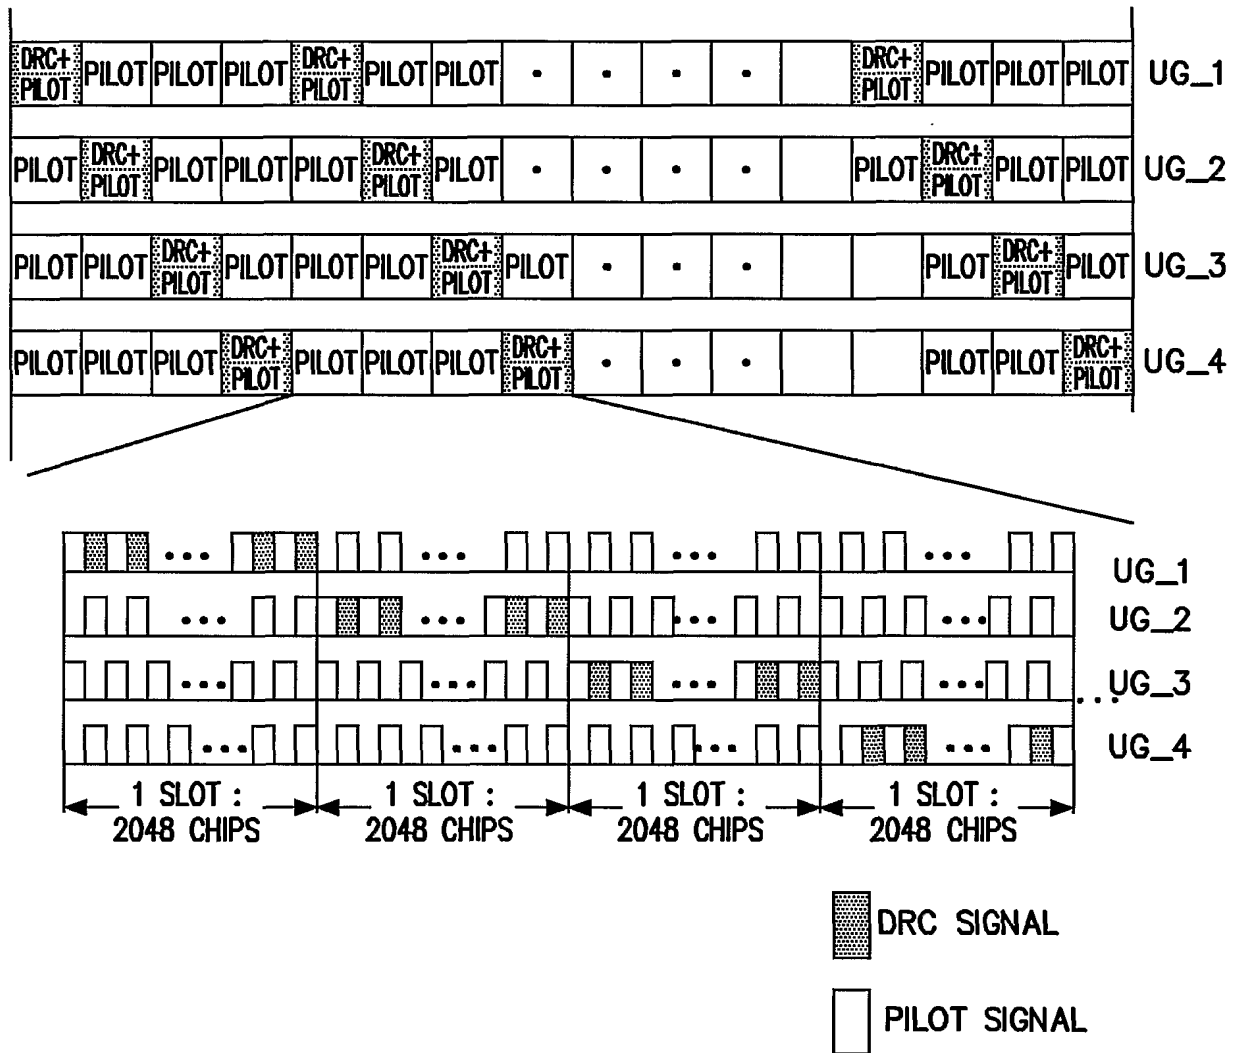 DRC+ PILOT PILOT PILOT PILOT DRC+ PILOT PILOT PILOT • • • • DRC+ PILOT PILOT PILOT PILOT UG_1
PILOT DRC+ PILOT PILOT PILOT PILOT DRC+ PILOT PILOT • • • • PILOT DRC+ PILOT PILOT PILOT UG_2
PILOT PILOT DRC+ PILOT PILOT PILOT PILOT DRC+ PILOT PILOT • • • PILOT DRC+ PILOT PILOT UG_3
PILOT PILOT PILOT DRC+ PILOT PILOT PILOT PILOT DRC+ PILOT • • • PILOT PILOT DRC+ PILOT UG_4
••• ••• ••• ••• UG_1
••• ••• ••• ••• UG_2
••• ••• ••• ••• ...UG_3
••• ••• ••• ••• UG_4
1 SLOT : 1 SLOT : 1 SLOT : 1 SLOT :
2048 CHIPS 2048 CHIPS 2048 CHIPS 2048 CHIPS
DRC SIGNAL
PILOT SIGNAL